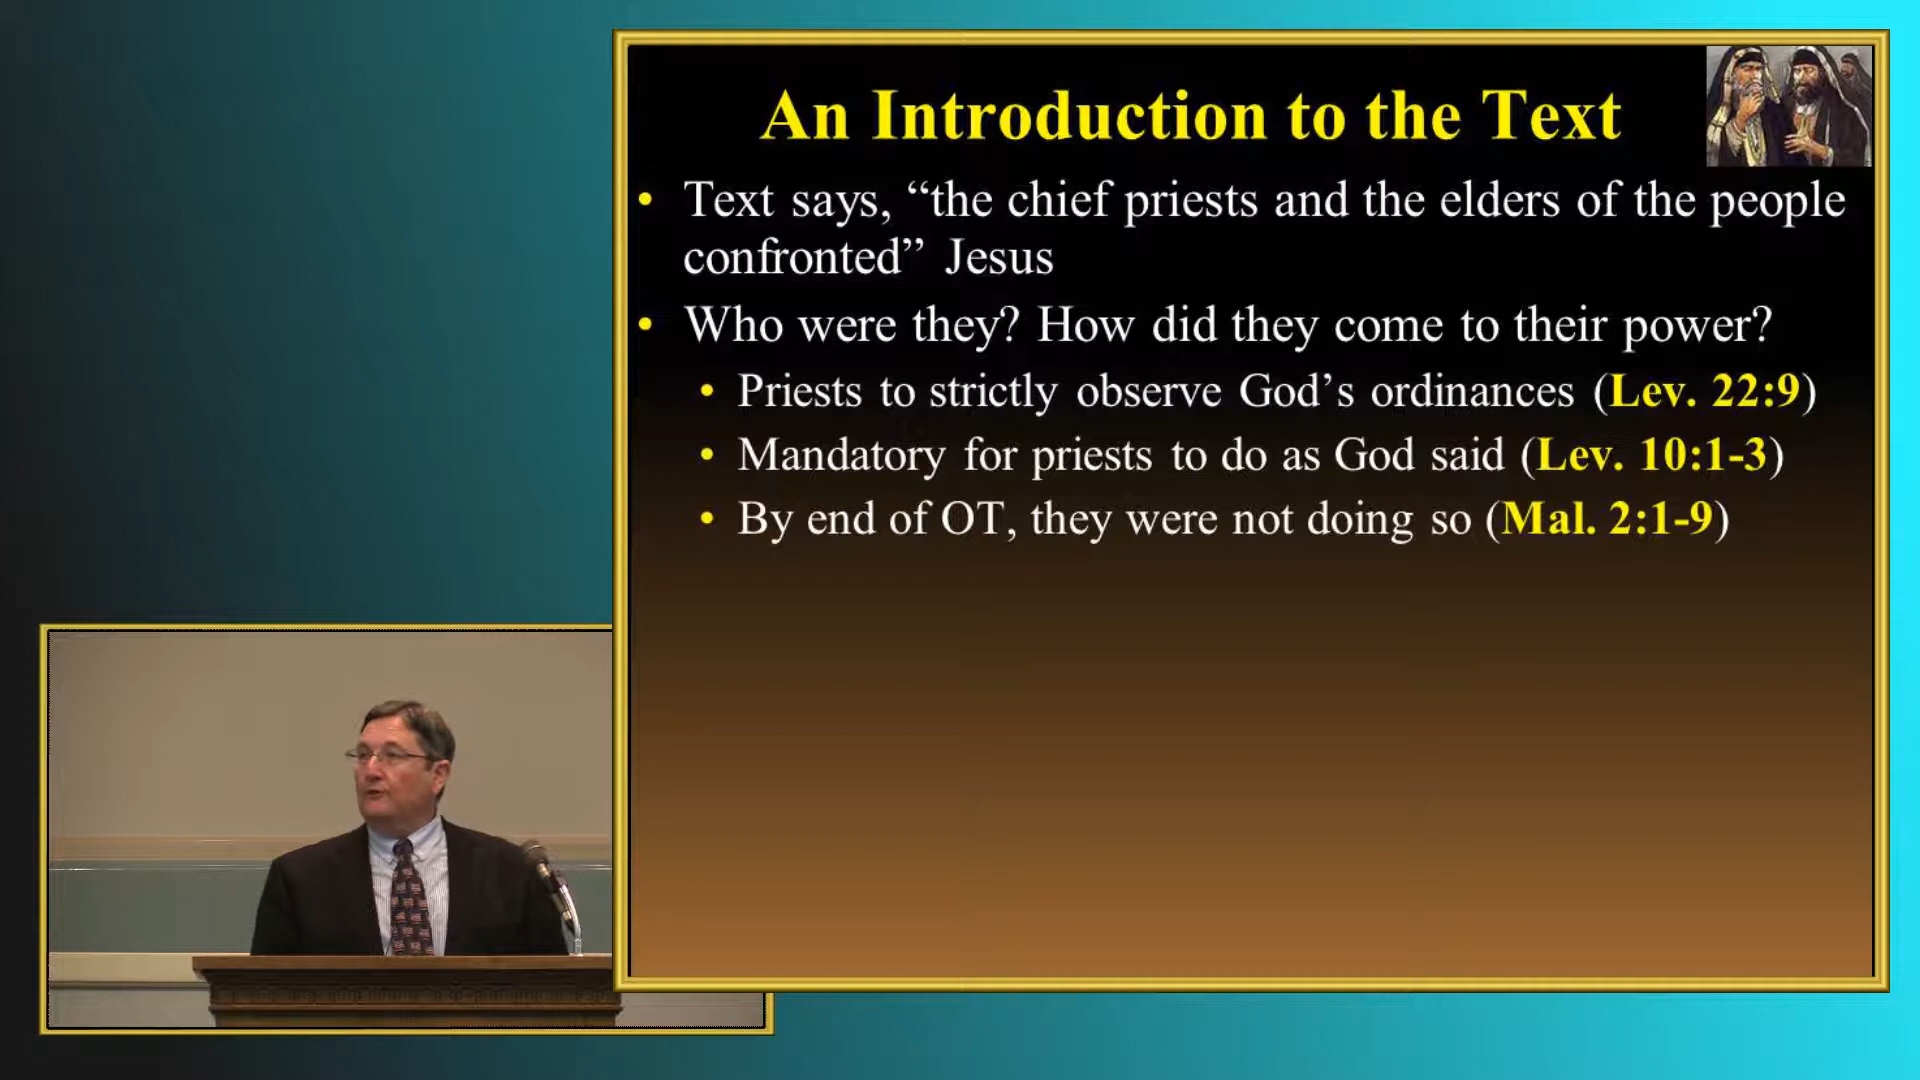 An Introduction to the Text
• Text says, “the chief priests and the elders of the people
confronted” Jesus
• Who were they? How did they come to their power?
• Priests to strictly observe God’s ordinances (Lev. 22:9)
• Mandatory for priests to do as God said (Lev. 10:1-3)
• By end of OT, they were not doing so (Mal. 2:1-9)